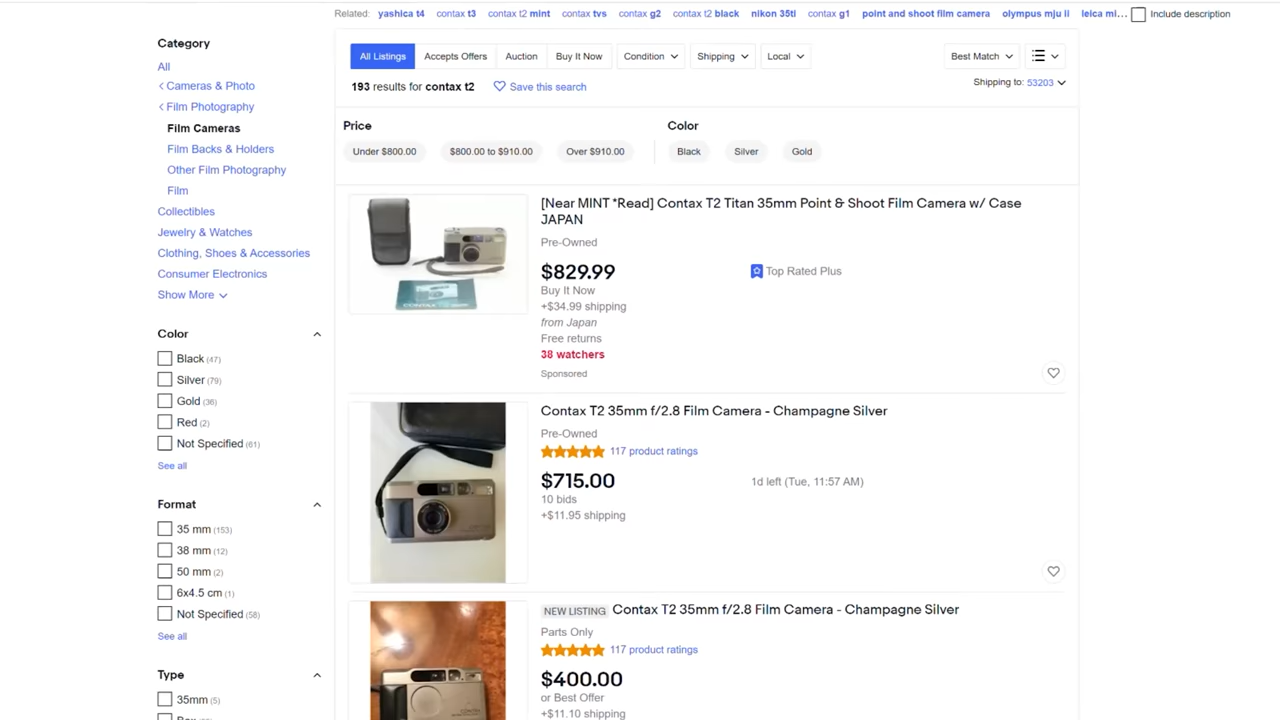 Related: yashica t4 contax t3 contax t2 mint contax tvs contax g2 contax t2 black nikon 35ti contax g1 point and shoot film camera olympus mju ii leica mi... Include description
Category
All
Cameras & Photo
Film Photography
Film Cameras
Film Backs & Holders
Other Film Photography
Film
Collectibles
Jewelry & Watches
Clothing, Shoes & Accessories
Consumer Electronics
Show More
Color
Black (47)
Silver (79)
Gold (36)
Red (2)
Not Specified (61)
See all
Format
35 mm (153)
38 mm (12)
50 mm (2)
6x4.5 cm (1)
Not Specified (58)
See all
Type
35mm (5)
All Listings Accepts Offers Auction Buy It Now Condition Shipping Local Best Match
193 results for contax t2 Save this search Shipping to: 53203
Price Color
Under $800.00 $800.00 to $910.00 Over $910.00 Black Silver Gold
[Near MINT *Read] Contax T2 Titan 35mm Point & Shoot Film Camera w/ Case
JAPAN
Pre-Owned
$829.99 Top Rated Plus
Buy It Now
+$34.99 shipping
from Japan
Free returns
38 watchers
Sponsored
Contax T2 35mm f/2.8 Film Camera - Champagne Silver
Pre-Owned
117 product ratings
$715.00 1d left (Tue, 11:57 AM)
10 bids
+$11.95 shipping
NEW LISTING Contax T2 35mm f/2.8 Film Camera - Champagne Silver
Parts Only
117 product ratings
$400.00
or Best Offer
+$11.10 shipping